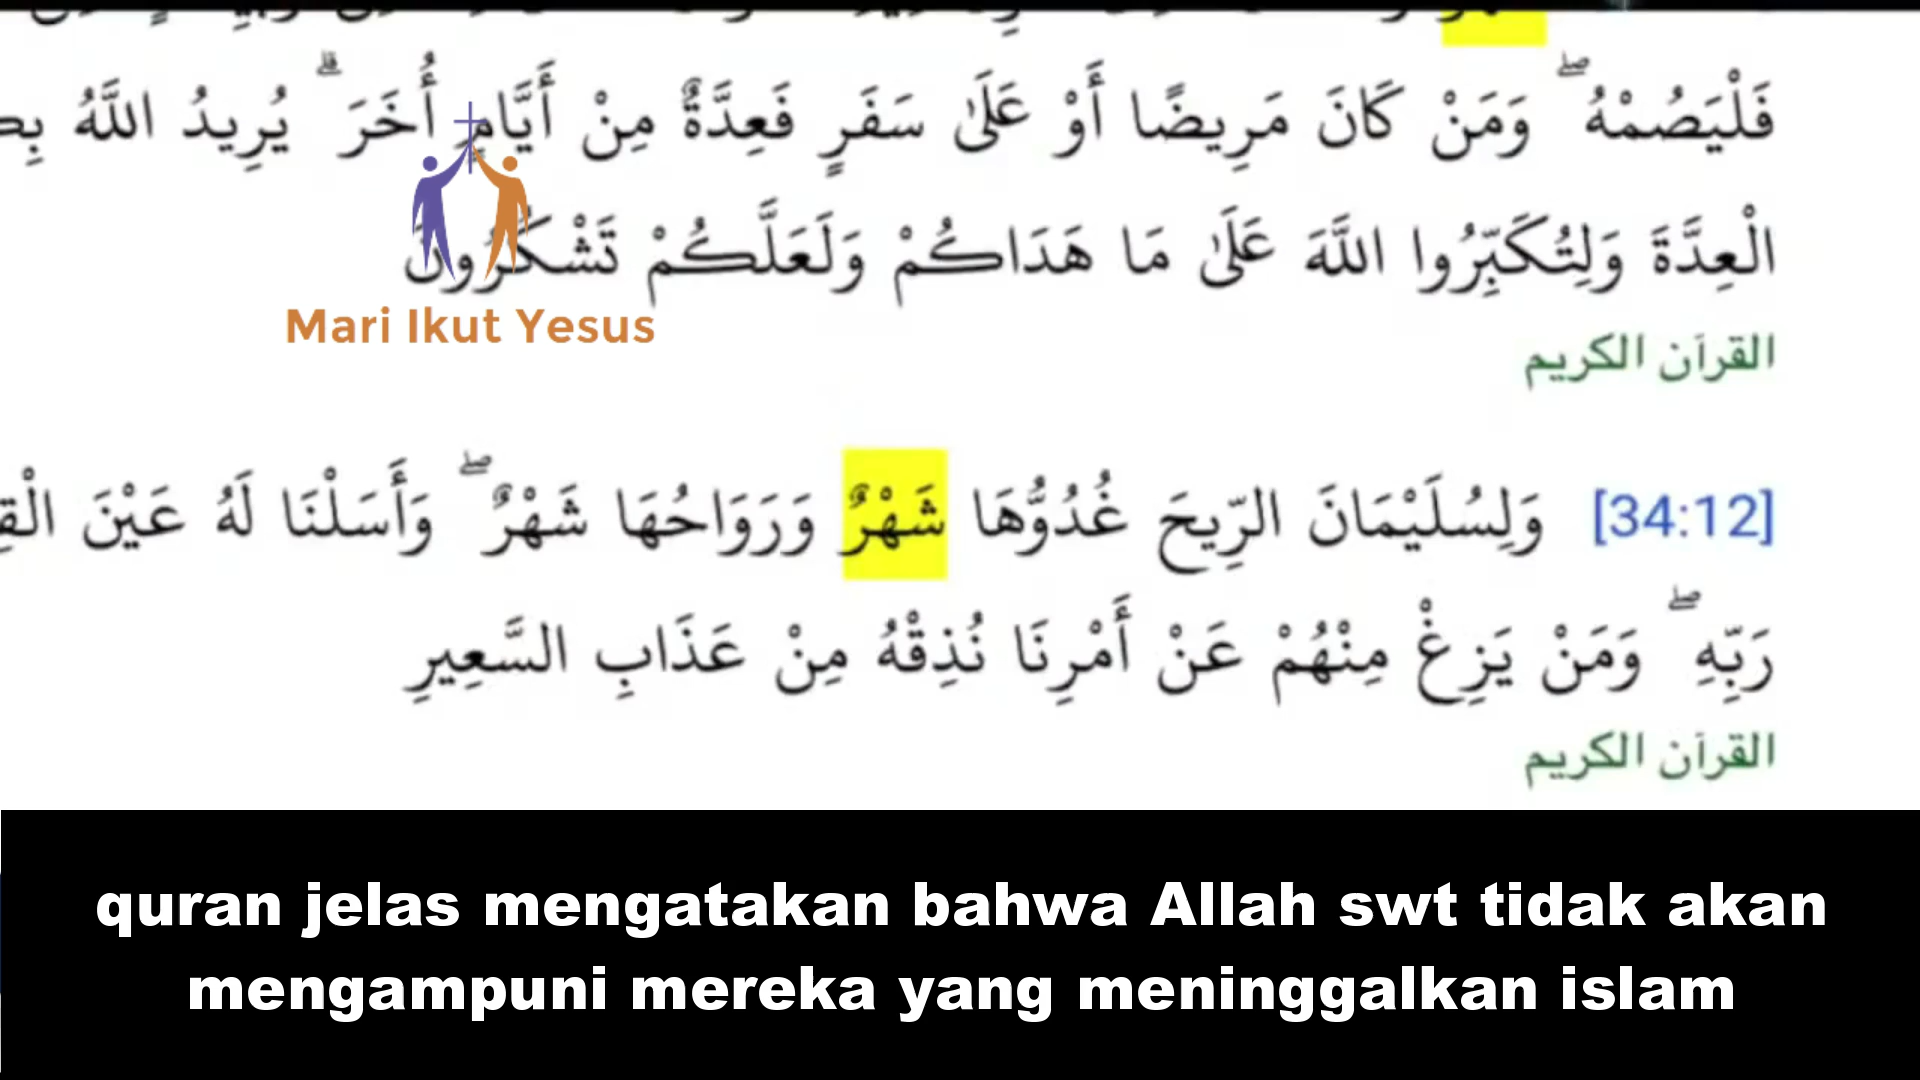 فَلْيَصُمْهُ ۖ وَمَنْ كَانَ مَرِيضًا أَوْ عَلَىٰ سَفَرٍ فَعِدَّةٌ مِنْ أَيَّامٍ أُخَرَ ۗ يُرِيدُ اللَّهُ
الْعِدَّةَ وَلِتُكَبِّرُوا اللَّهَ عَلَىٰ مَا هَدَاكُمْ وَلَعَلَّكُمْ تَشْكُرُونَ
Mari Ikut Yesus
القرآن الكريم
[34:12] وَلِسُلَيْمَانَ الرِّيحَ غُدُوُّهَا شَهْرٌ وَرَوَاحُهَا شَهْرٌ ۖ وَأَسَلْنَا لَهُ عَيْنَ
رَبِّهِ ۖ وَمَنْ يَزِغْ مِنْهُمْ عَنْ أَمْرِنَا نُذِقْهُ مِنْ عَذَابِ السَّعِيرِ
القرآن الكريم
quran jelas mengatakan bahwa Allah swt tidak akan
mengampuni mereka yang meninggalkan islam